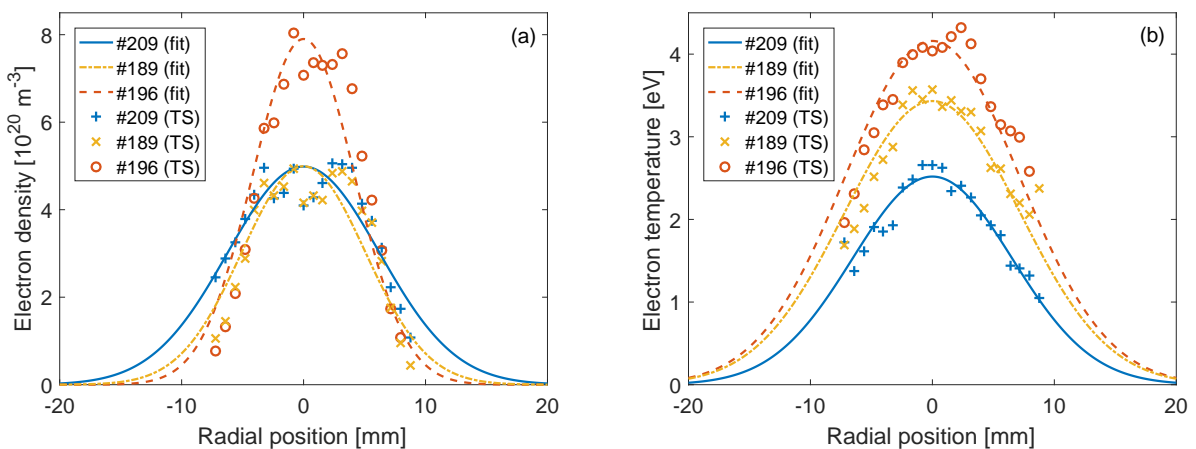 (a)
#209 (fit)
#189 (fit)
#196 (fit)
#209 (TS)
#189 (TS)
#196 (TS)
Electron density [10²⁰ m⁻³]
8
6
4
2
0
-20 -10 0 10 20
Radial position [mm]
(b)
#209 (fit)
#189 (fit)
#196 (fit)
#209 (TS)
#189 (TS)
#196 (TS)
Electron temperature [eV]
4
3
2
1
0
-20 -10 0 10 20
Radial position [mm]